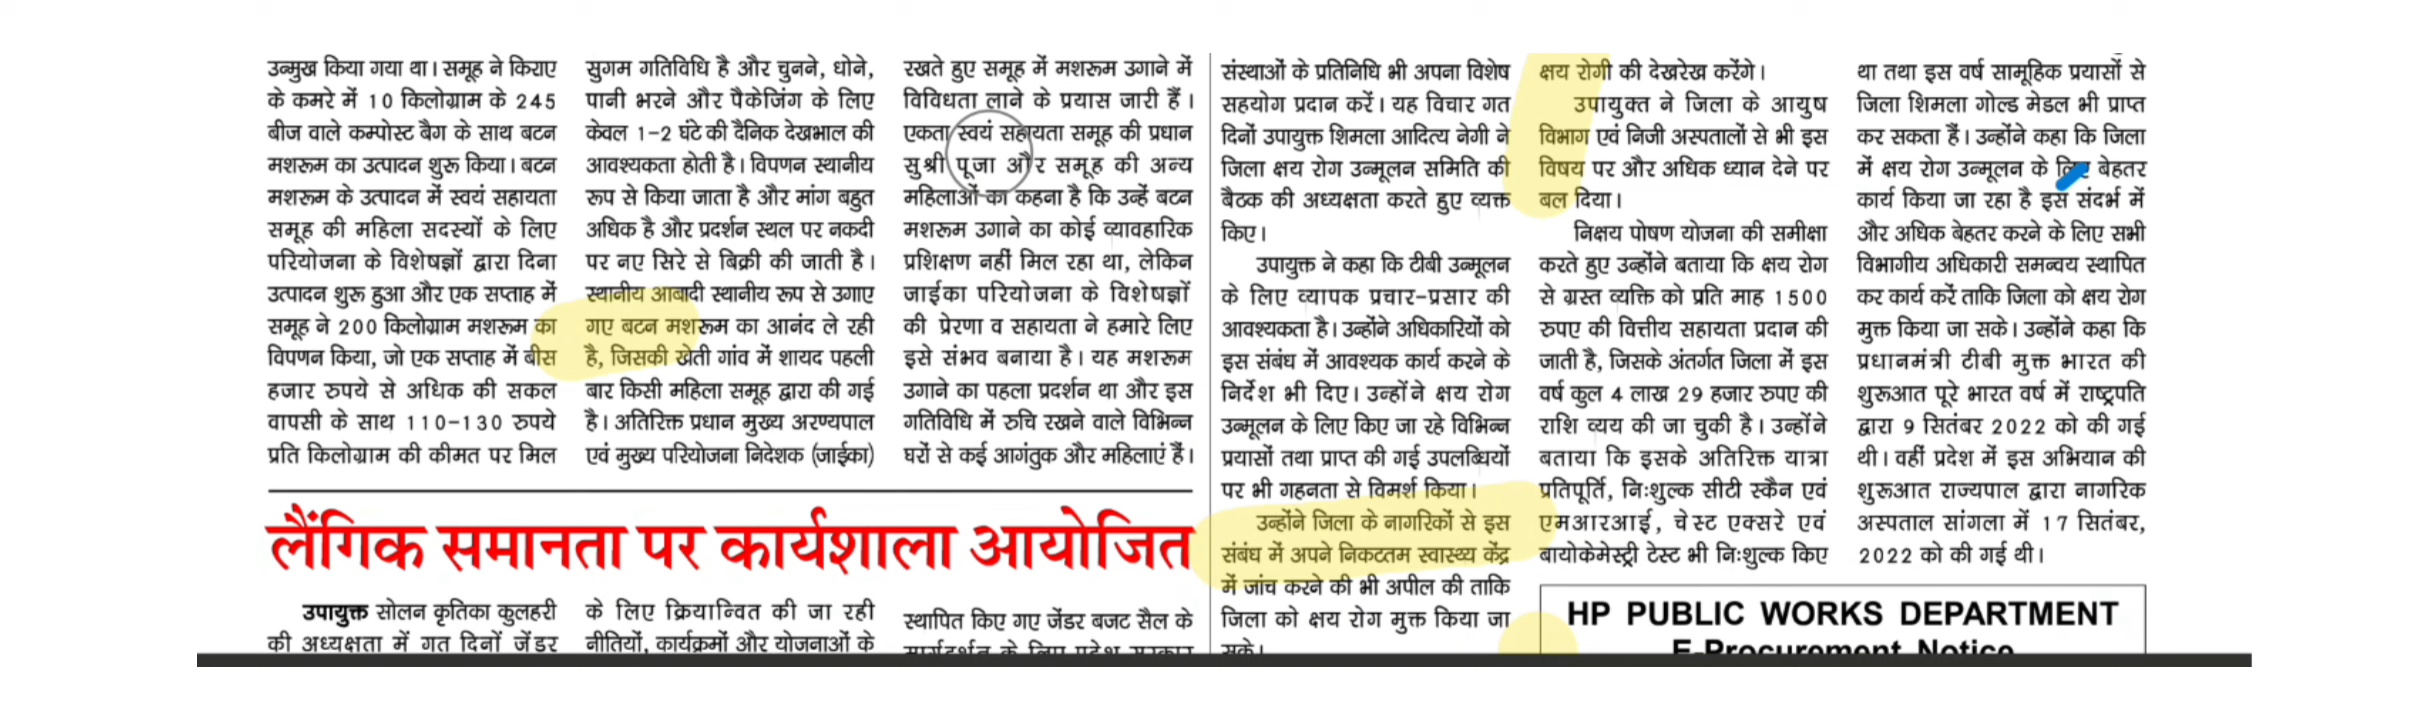 उन्मुख किया गया था। समूह ने किराए
के कमरे में 10 किलोग्राम के 245
बीज वाले कम्पोस्ट बैग के साथ बटन
मशरूम का उत्पादन शुरू किया। बटन
मशरूम के उत्पादन में स्वयं सहायता
समूह की महिला सदस्यों के लिए
परियोजना के विशेषज्ञों द्वारा दिना
उत्पादन शुरू हुआ और एक सप्ताह में
समूह ने 200 किलोग्राम मशरूम का
विपणन किया, जो एक सप्ताह में बीस
हजार रुपये से अधिक की सकल
वापसी के साथ 110-130 रुपये
प्रति किलोग्राम की कीमत पर मिल
सुगम गतिविधि है और चुनने, धोने,
पानी भरने और पैकेजिंग के लिए
केवल 1-2 घंटे की दैनिक देखभाल की
आवश्यकता होती है। विपणन स्थानीय
रूप से किया जाता है और मांग बहुत
अधिक है और प्रदर्शन स्थल पर नकदी
पर नए सिरे से बिक्री की जाती है।
स्थानीय आबादी स्थानीय रूप से उगाए
गए बटन मशरूम का आनंद ले रही
है, जिसकी खेती गांव में शायद पहली
बार किसी महिला समूह द्वारा की गई
है। अतिरिक्त प्रधान मुख्य अरण्यपाल
एवं मुख्य परियोजना निदेशक (जाईका)
रखते हुए समूह में मशरूम उगाने में
विविधता लाने के प्रयास जारी हैं।
एकता स्वयं सहायता समूह की प्रधान
सुश्री पूजा और समूह की अन्य
महिलाओं का कहना है कि उन्हें बटन
मशरूम उगाने का कोई व्यावहारिक
प्रशिक्षण नहीं मिल रहा था, लेकिन
जाईका परियोजना के विशेषज्ञों
की प्रेरणा व सहायता ने हमारे लिए
इसे संभव बनाया है। यह मशरूम
उगाने का पहला प्रदर्शन था और इस
गतिविधि में रुचि रखने वाले विभिन्न
घरों से कई आगंतुक और महिलाएं हैं।
लैंगिक समानता पर कार्यशाला आयोजित
उपायुक्त सोलन कृतिका कुलहरी
की अध्यक्षता में गत दिनों जेंडर
के लिए क्रियान्वित की जा रही
नीतियों, कार्यक्रमों और योजनाओं के
स्थापित किए गए जेंडर बजट सैल के
मार्गदर्शन के लिए प्रदेश सरकार
संस्थाओं के प्रतिनिधि भी अपना विशेष
सहयोग प्रदान करें। यह विचार गत
दिनों उपायुक्त शिमला आदित्य नेगी ने
जिला क्षय रोग उन्मूलन समिति की
बैठक की अध्यक्षता करते हुए व्यक्त
किए।
उपायुक्त ने कहा कि टीबी उन्मूलन
के लिए व्यापक प्रचार-प्रसार की
आवश्यकता है। उन्होंने अधिकारियों को
इस संबंध में आवश्यक कार्य करने के
निर्देश भी दिए। उन्होंने क्षय रोग
उन्मूलन के लिए किए जा रहे विभिन्न
प्रयासों तथा प्राप्त की गई उपलब्धियों
पर भी गहनता से विमर्श किया।
उन्होंने जिला के नागरिकों से इस
संबंध में अपने निकटतम स्वास्थ्य केंद्र
में जांच करने की भी अपील की ताकि
जिला को क्षय रोग मुक्त किया जा
सके।
क्षय रोगी की देखरेख करेंगे।
उपायुक्त ने जिला के आयुष
विभाग एवं निजी अस्पतालों से भी इस
विषय पर और अधिक ध्यान देने पर
बल दिया।
निक्षय पोषण योजना की समीक्षा
करते हुए उन्होंने बताया कि क्षय रोग
से ग्रस्त व्यक्ति को प्रति माह 1500
रुपए की वित्तीय सहायता प्रदान की
जाती है, जिसके अंतर्गत जिला में इस
वर्ष कुल 4 लाख 29 हजार रुपए की
राशि व्यय की जा चुकी है। उन्होंने
बताया कि इसके अतिरिक्त यात्रा
प्रतिपूर्ति, निःशुल्क सीटी स्कैन एवं
एमआरआई, चेस्ट एक्सरे एवं
बायोकेमेस्ट्री टेस्ट भी निःशुल्क किए
था तथा इस वर्ष सामूहिक प्रयासों से
जिला शिमला गोल्ड मेडल भी प्राप्त
कर सकता हैं। उन्होंने कहा कि जिला
में क्षय रोग उन्मूलन के लिए बेहतर
कार्य किया जा रहा है इस संदर्भ में
और अधिक बेहतर करने के लिए सभी
विभागीय अधिकारी समन्वय स्थापित
कर कार्य करें ताकि जिला को क्षय रोग
मुक्त किया जा सके। उन्होंने कहा कि
प्रधानमंत्री टीबी मुक्त भारत की
शुरूआत पूरे भारत वर्ष में राष्ट्रपति
द्वारा 9 सितंबर 2022 को की गई
थी। वहीं प्रदेश में इस अभियान की
शुरूआत राज्यपाल द्वारा नागरिक
अस्पताल सांगला में 17 सितंबर,
2022 को की गई थी।
HP PUBLIC WORKS DEPARTMENT
E-Procurement Notice